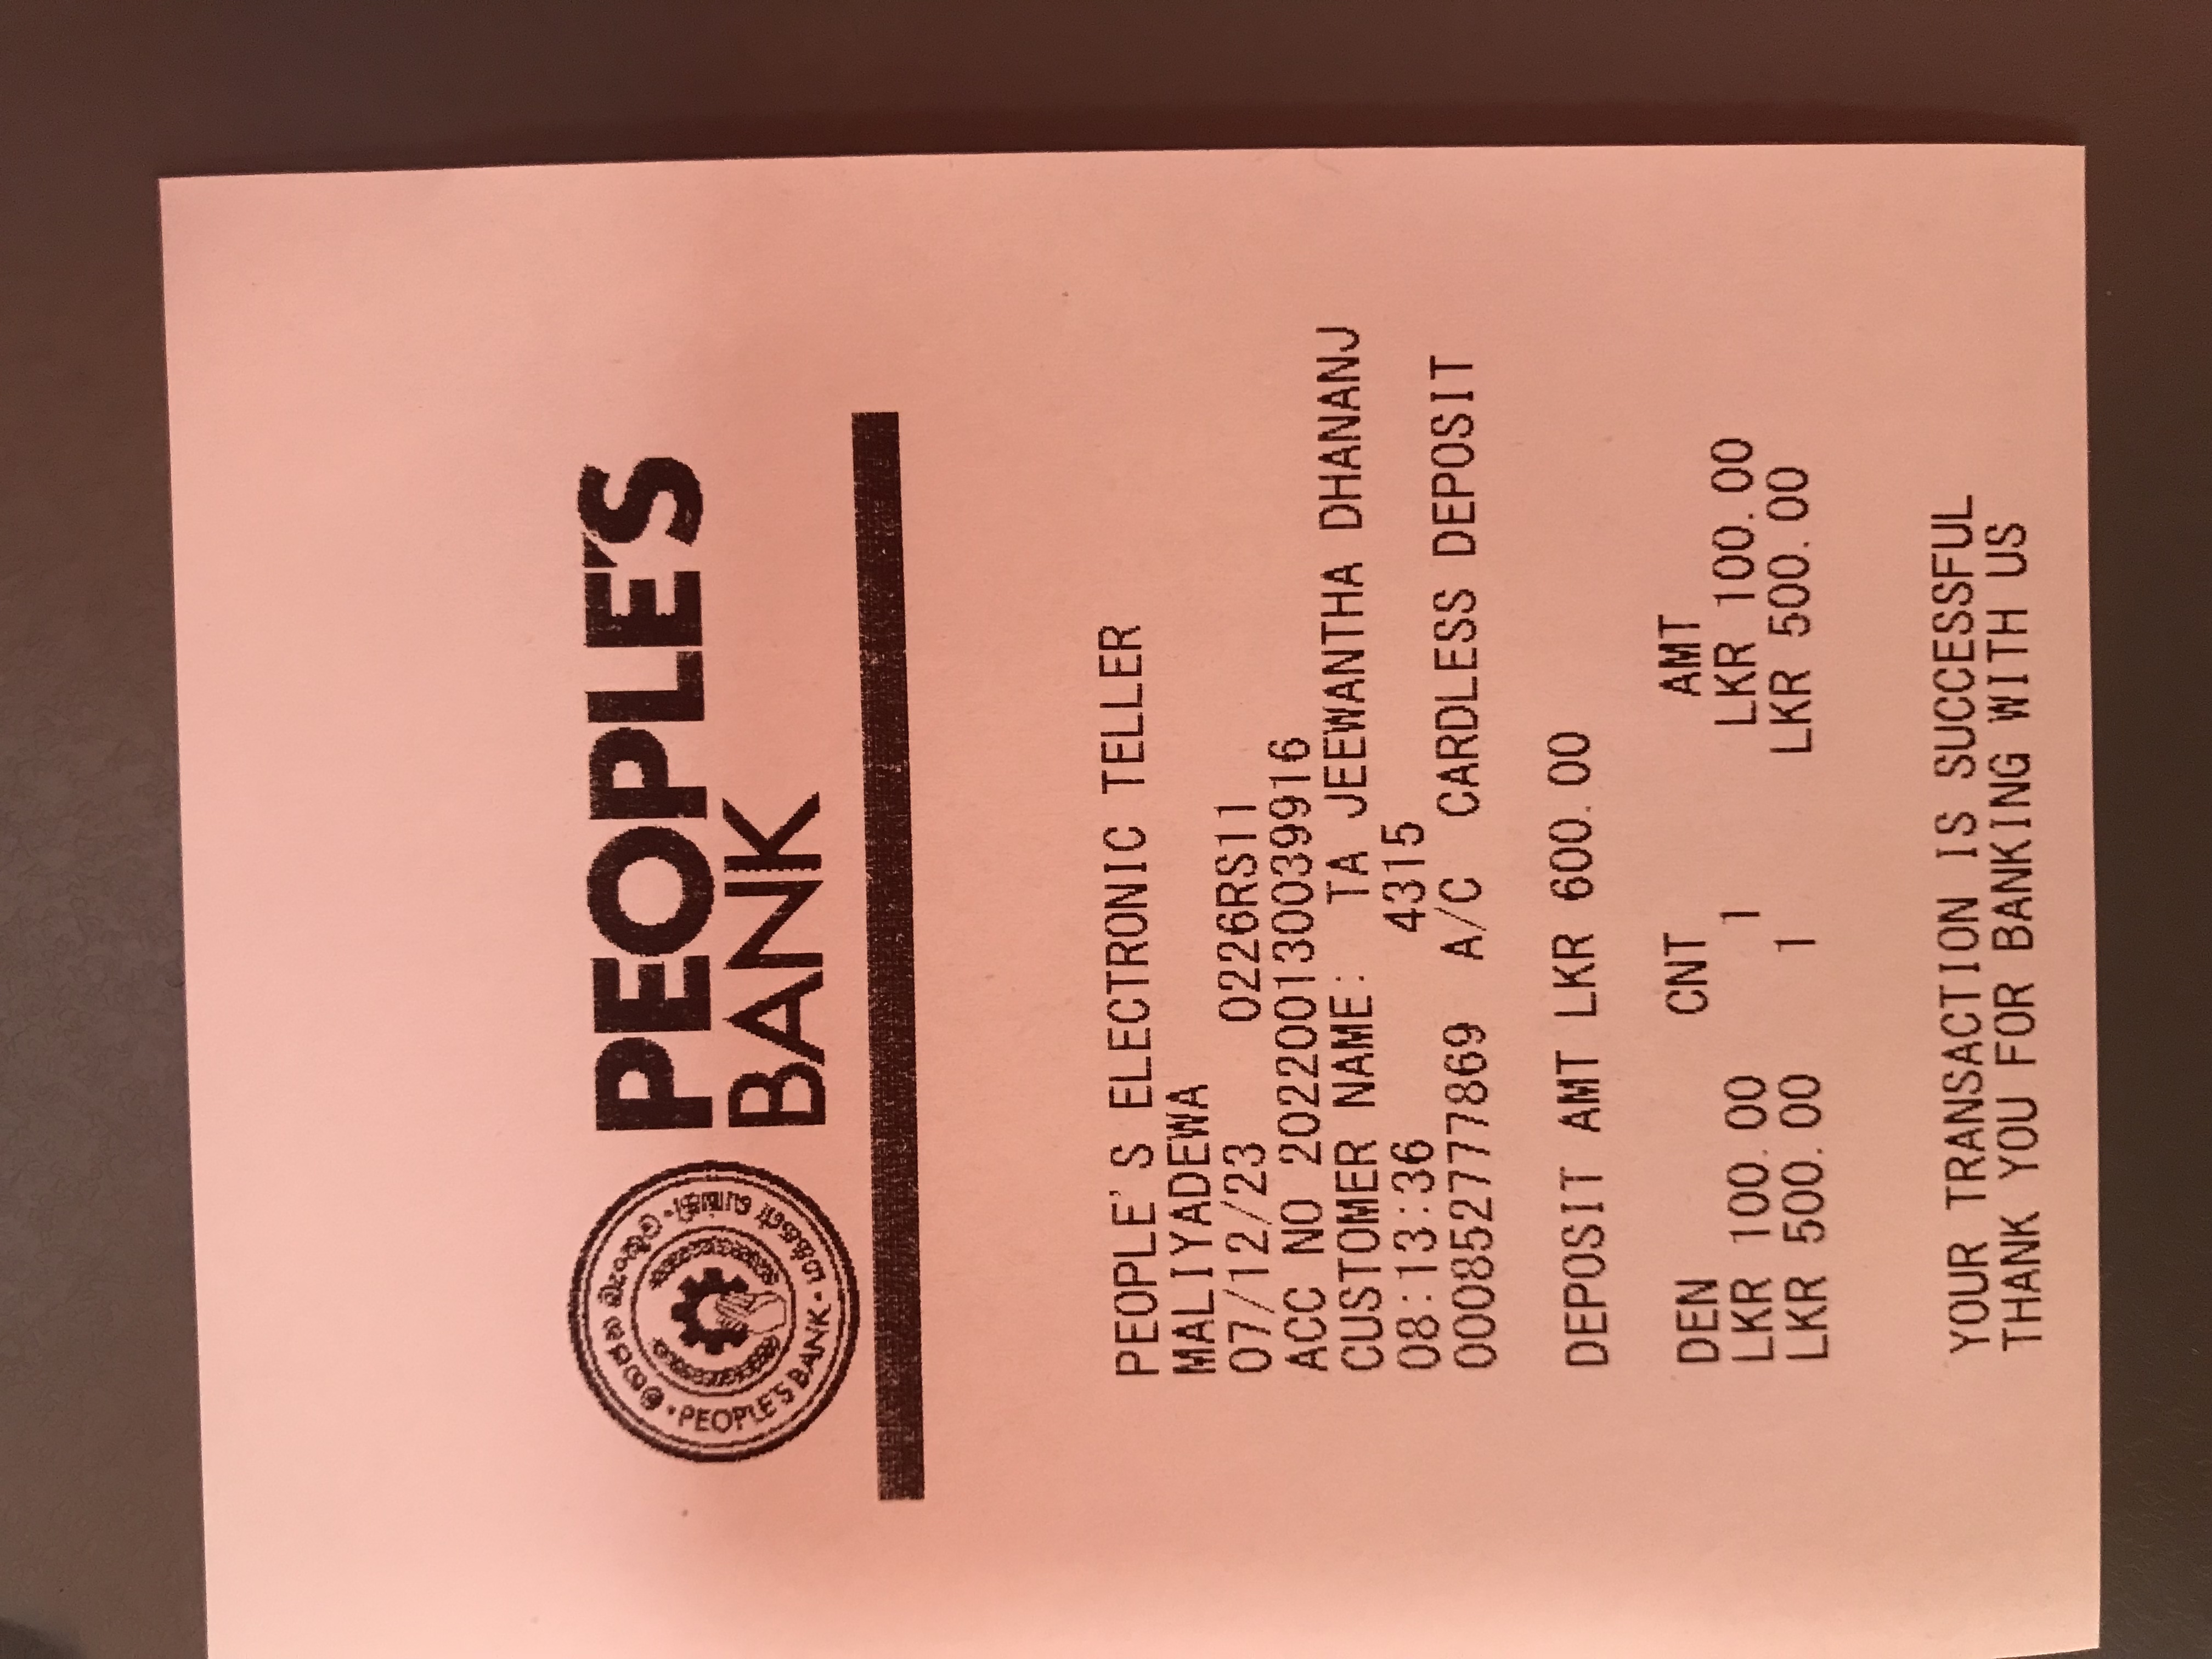 PEOPLE'S
BANK
PEOPLE'S BANK
மக்கள் வங்கி
PEOPLE'S ELECTRONIC TELLER
MALIYADEWA
07/12/23 0226RS11
ACC NO 202200130039916
CUSTOMER NAME: TA JEEWANTHA DHANANJ
08:13:36 4315
000852777869 A/C CARDLESS DEPOSIT
DEPOSIT AMT LKR 600.00
DEN CNT AMT
LKR 100.00 1 LKR 100.00
LKR 500.00 1 LKR 500.00
YOUR TRANSACTION IS SUCCESSFUL
THANK YOU FOR BANKING WITH US